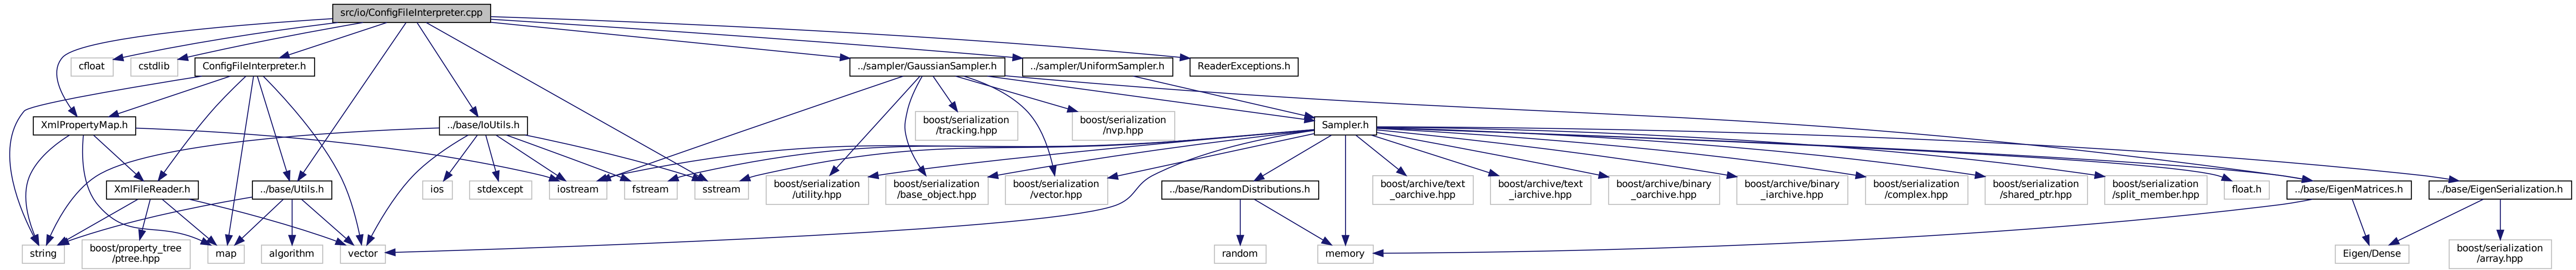 src/io/ConfigFileInterpreter.cpp
cfloat
cstdlib
ConfigFileInterpreter.h
../sampler/GaussianSampler.h
../sampler/UniformSampler.h
ReaderExceptions.h
XmlPropertyMap.h
../base/IoUtils.h
boost/serialization
/tracking.hpp
boost/serialization
/nvp.hpp
Sampler.h
XmlFileReader.h
../base/Utils.h
ios
stdexcept
iostream
fstream
sstream
boost/serialization
/utility.hpp
boost/serialization
/base_object.hpp
boost/serialization
/vector.hpp
../base/RandomDistributions.h
boost/archive/text
_oarchive.hpp
boost/archive/text
_iarchive.hpp
boost/archive/binary
_oarchive.hpp
boost/archive/binary
_iarchive.hpp
boost/serialization
/complex.hpp
boost/serialization
/shared_ptr.hpp
boost/serialization
/split_member.hpp
float.h
../base/EigenMatrices.h
../base/EigenSerialization.h
string
boost/property_tree
/ptree.hpp
map
algorithm
vector
random
memory
Eigen/Dense
boost/serialization
/array.hpp